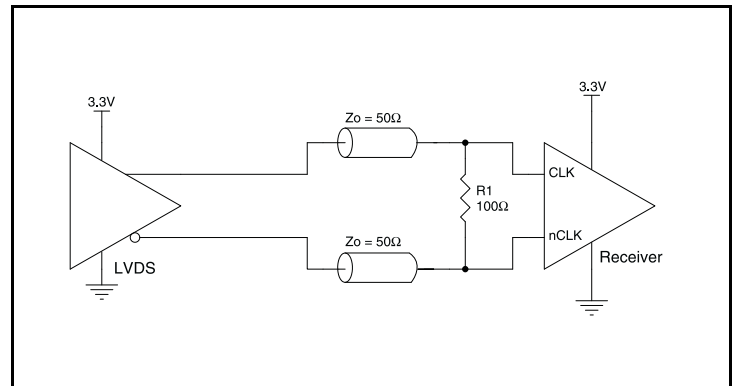 3.3V
3.3V
Zo = 50Ω
CLK
R1
100Ω
nCLK
Zo = 50Ω
Receiver
LVDS